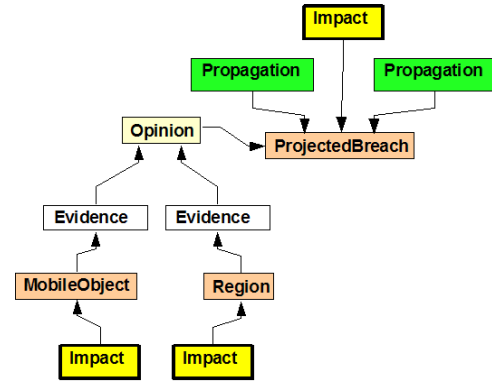 Impact
Propagation
Propagation
Opinion
ProjectedBreach
Evidence
Evidence
MobileObject
Region
Impact
Impact